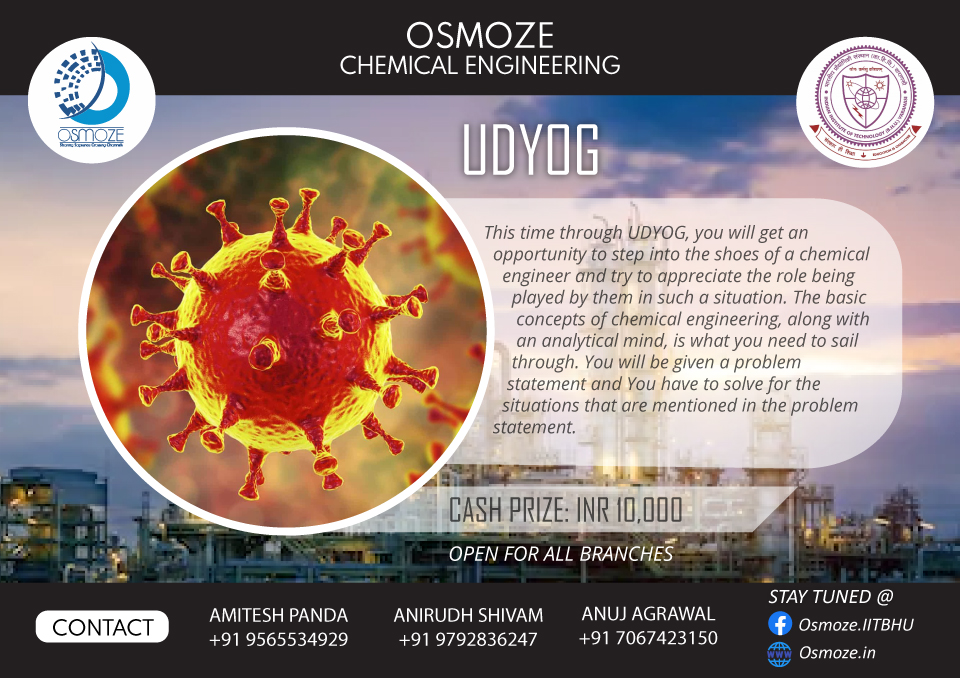 OSMOZE
CHEMICAL ENGINEERING
OSMOZE
UDYOG
This time through UDYOG, you will get an
opportunity to step into the shoes of a chemical
engineer and try to appreciate the role being
played by them in such a situation. The basic
concepts of chemical engineering, along with
an analytical mind, is what you need to sail
through. You will be given a problem
statement and You have to solve for the
situations that are mentioned in the problem
statement.
CASH PRIZE: INR 10,000
OPEN FOR ALL BRANCHES
CONTACT
AMITESH PANDA
+91 9565534929
ANIRUDH SHIVAM
+91 9792836247
ANUJ AGRAWAL
+91 7067423150
STAY TUNED @
Osmoze.IITBHU
www
Osmoze.in